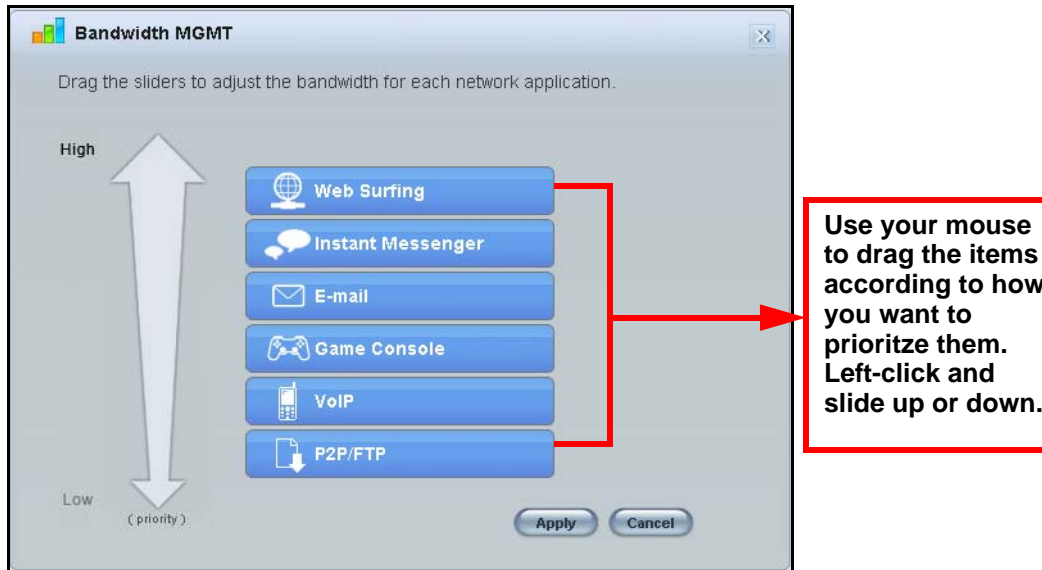 Bandwidth MGMT
Drag the sliders to adjust the bandwidth for each network application.
High
Web Surfing
Instant Messenger
E-mail
Game Console
VoIP
P2P/FTP
Low
( priority )
Apply
Cancel
Use your mouse
to drag the items
according to how
you want to
prioritze them.
Left-click and
slide up or down.